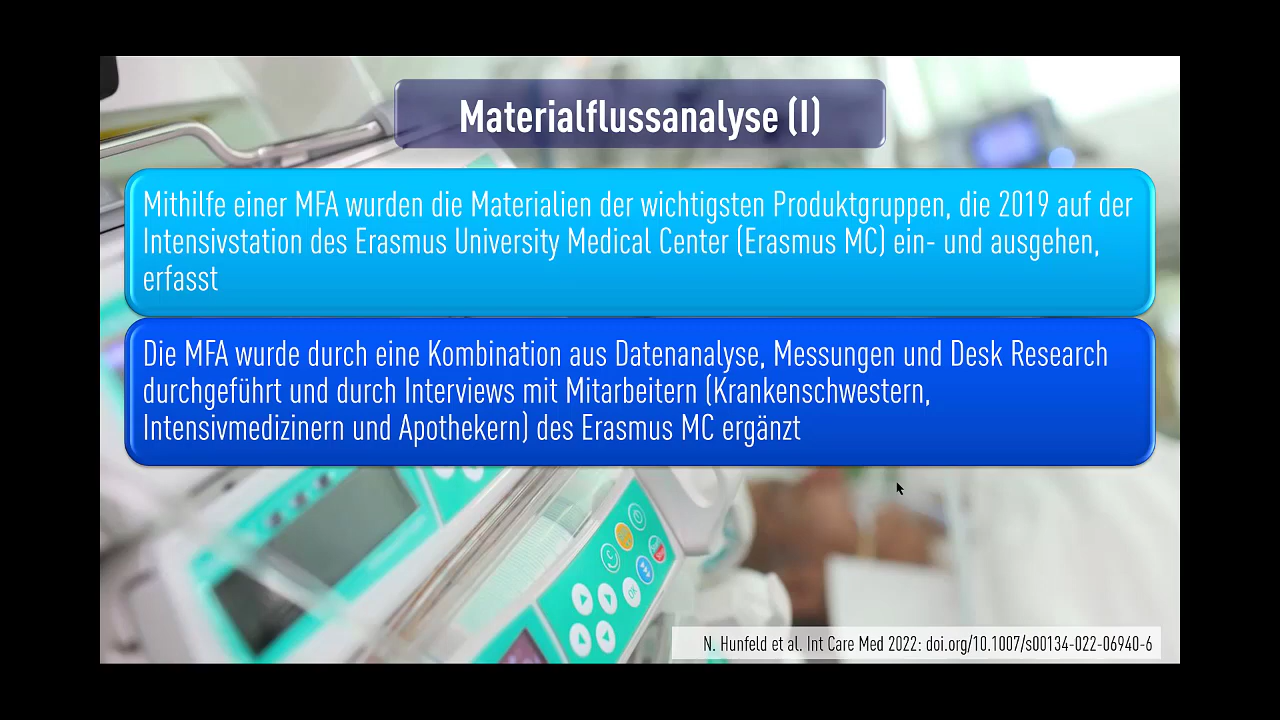 Materialflussanalyse (I)
Mithilfe einer MFA wurden die Materialien der wichtigsten Produktgruppen, die 2019 auf der
Intensivstation des Erasmus University Medical Center (Erasmus MC) ein- und ausgehen,
erfasst
Die MFA wurde durch eine Kombination aus Datenanalyse, Messungen und Desk Research
durchgeführt und durch Interviews mit Mitarbeitern (Krankenschwestern,
Intensivmedizinern und Apothekern) des Erasmus MC ergänzt
C
OK
N. Hunfeld et al. Int Care Med 2022: doi.org/10.1007/s00134-022-06940-6